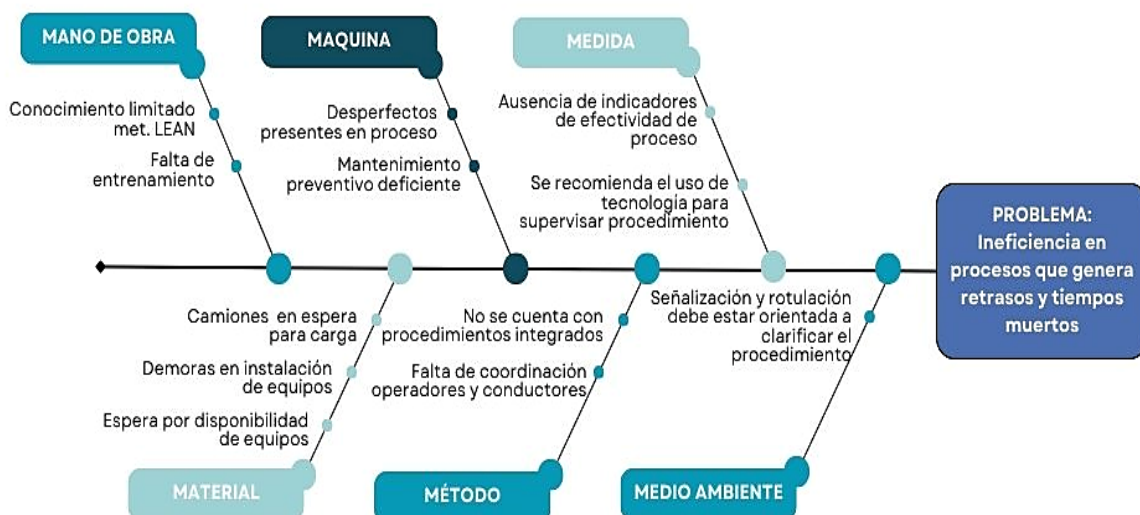 MANO DE OBRA
Conocimiento limitado
met. LEAN
Falta de
entrenamiento
MAQUINA
Desperfectos
presentes en proceso
Mantenimiento
preventivo deficiente
MEDIDA
Ausencia de indicadores
de efectividad de
proceso
Se recomienda el uso de
tecnología para
supervisar procedimiento
PROBLEMA:
Ineficiencia en
procesos que genera
retrasos y tiempos
muertos
Camiones en espera
para carga
Demoras en instalación
de equipos
Espera por disponibilidad
de equipos
MATERIAL
No se cuenta con
procedimientos integrados
Falta de coordinación
operadores y conductores
MÉTODO
Señalización y rotulación
debe estar orientada a
clarificar el
procedimiento
MEDIO AMBIENTE